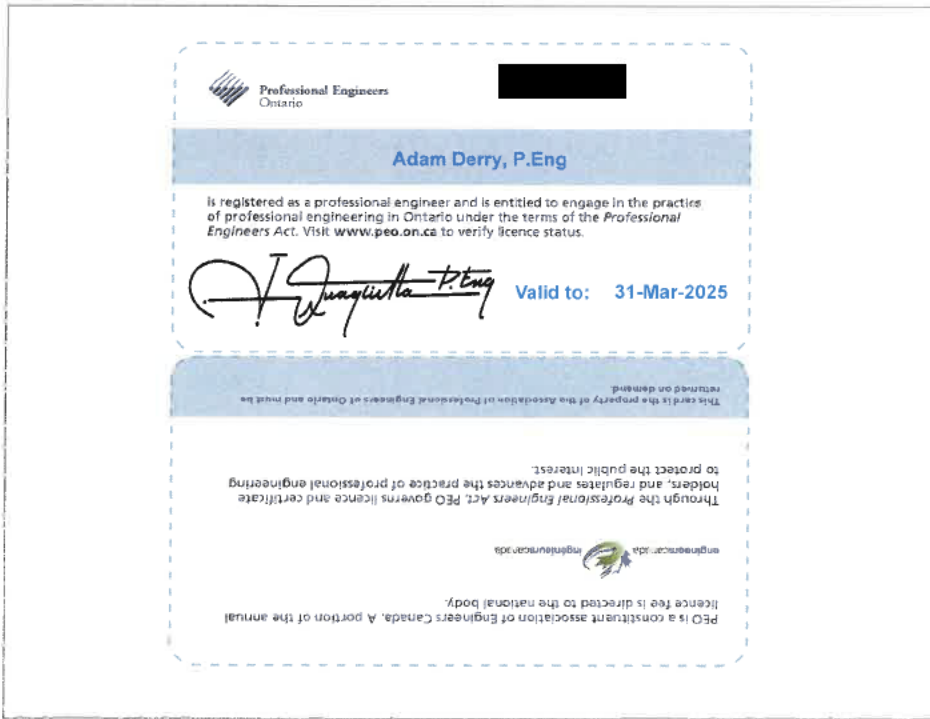 Professional Engineers
Ontario
Adam Derry, P.Eng
is registered as a professional engineer and is entitled to engage in the practice
of professional engineering in Ontario under the terms of the Professional
Engineers Act. Visit www.peo.on.ca to verify licence status.
J. Quaglietta P.Eng
Valid to: 31-Mar-2025
PEO is a constituent association of Engineers Canada. A portion of the annual
licence fee is directed to the national body.
engineerscanada ingénieurscanada
Through the Professional Engineers Act, PEO governs licence and certificate
holders, and regulates and advances the practice of professional engineering
to protect the public interest.
This card is the property of the Association of Professional Engineers of Ontario and must be
returned on demand.